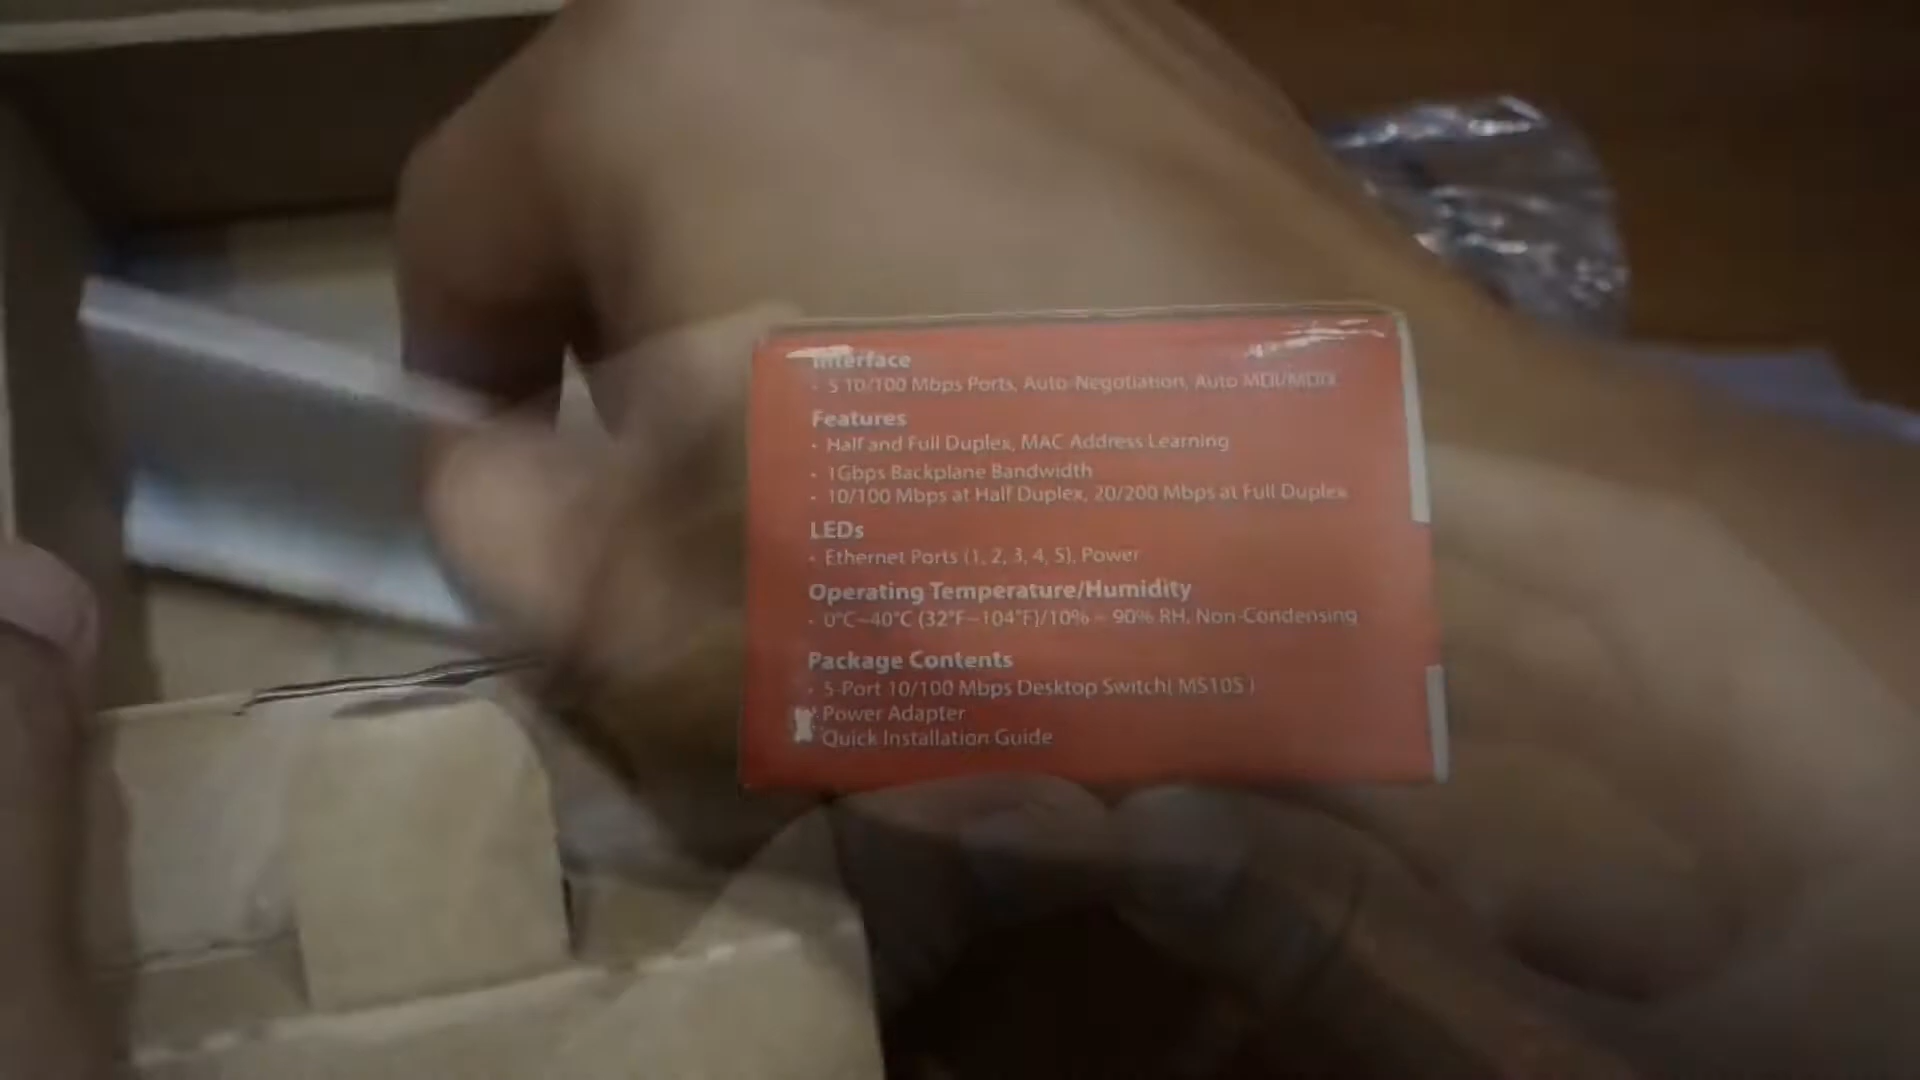 Interface
- 5 10/100 Mbps Ports, Auto-Negotiation, Auto MDI/MDIX
Features
- Half and Full Duplex, MAC Address Learning
- 1Gbps Backplane Bandwidth
- 10/100 Mbps at Half Duplex, 20/200 Mbps at Full Duplex
LEDs
- Ethernet Ports (1, 2, 3, 4, 5), Power
Operating Temperature/Humidity
- 0°C~40°C (32°F~104°F)/10% ~ 90% RH, Non-Condensing
Package Contents
- 5-Port 10/100 Mbps Desktop Switch( MS105 )
- Power Adapter
- Quick Installation Guide